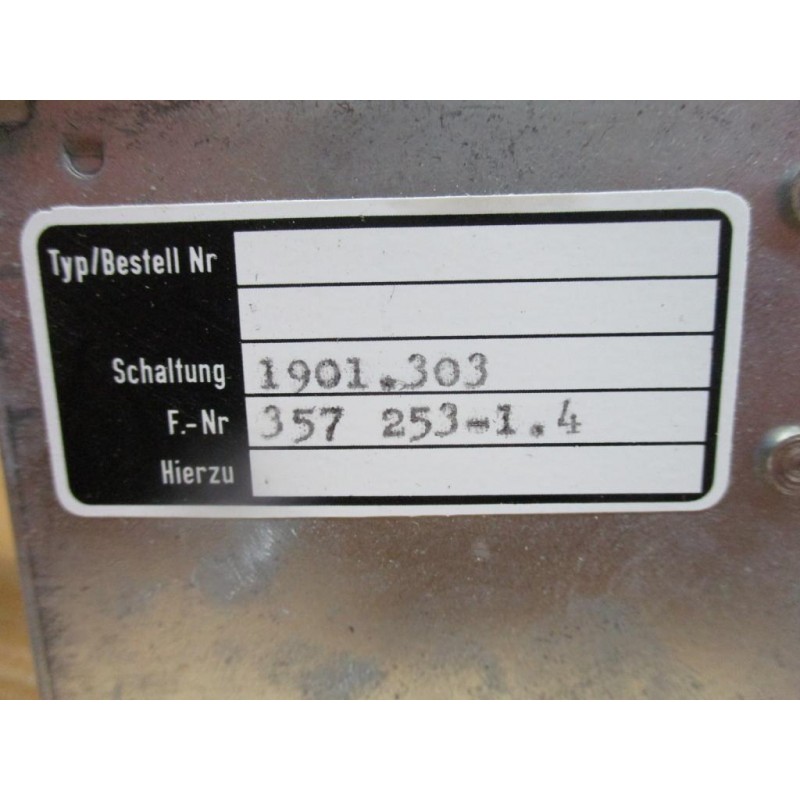 Typ/Bestell Nr
Schaltung 1901.303
F.-Nr 357 253-1.4
Hierzu